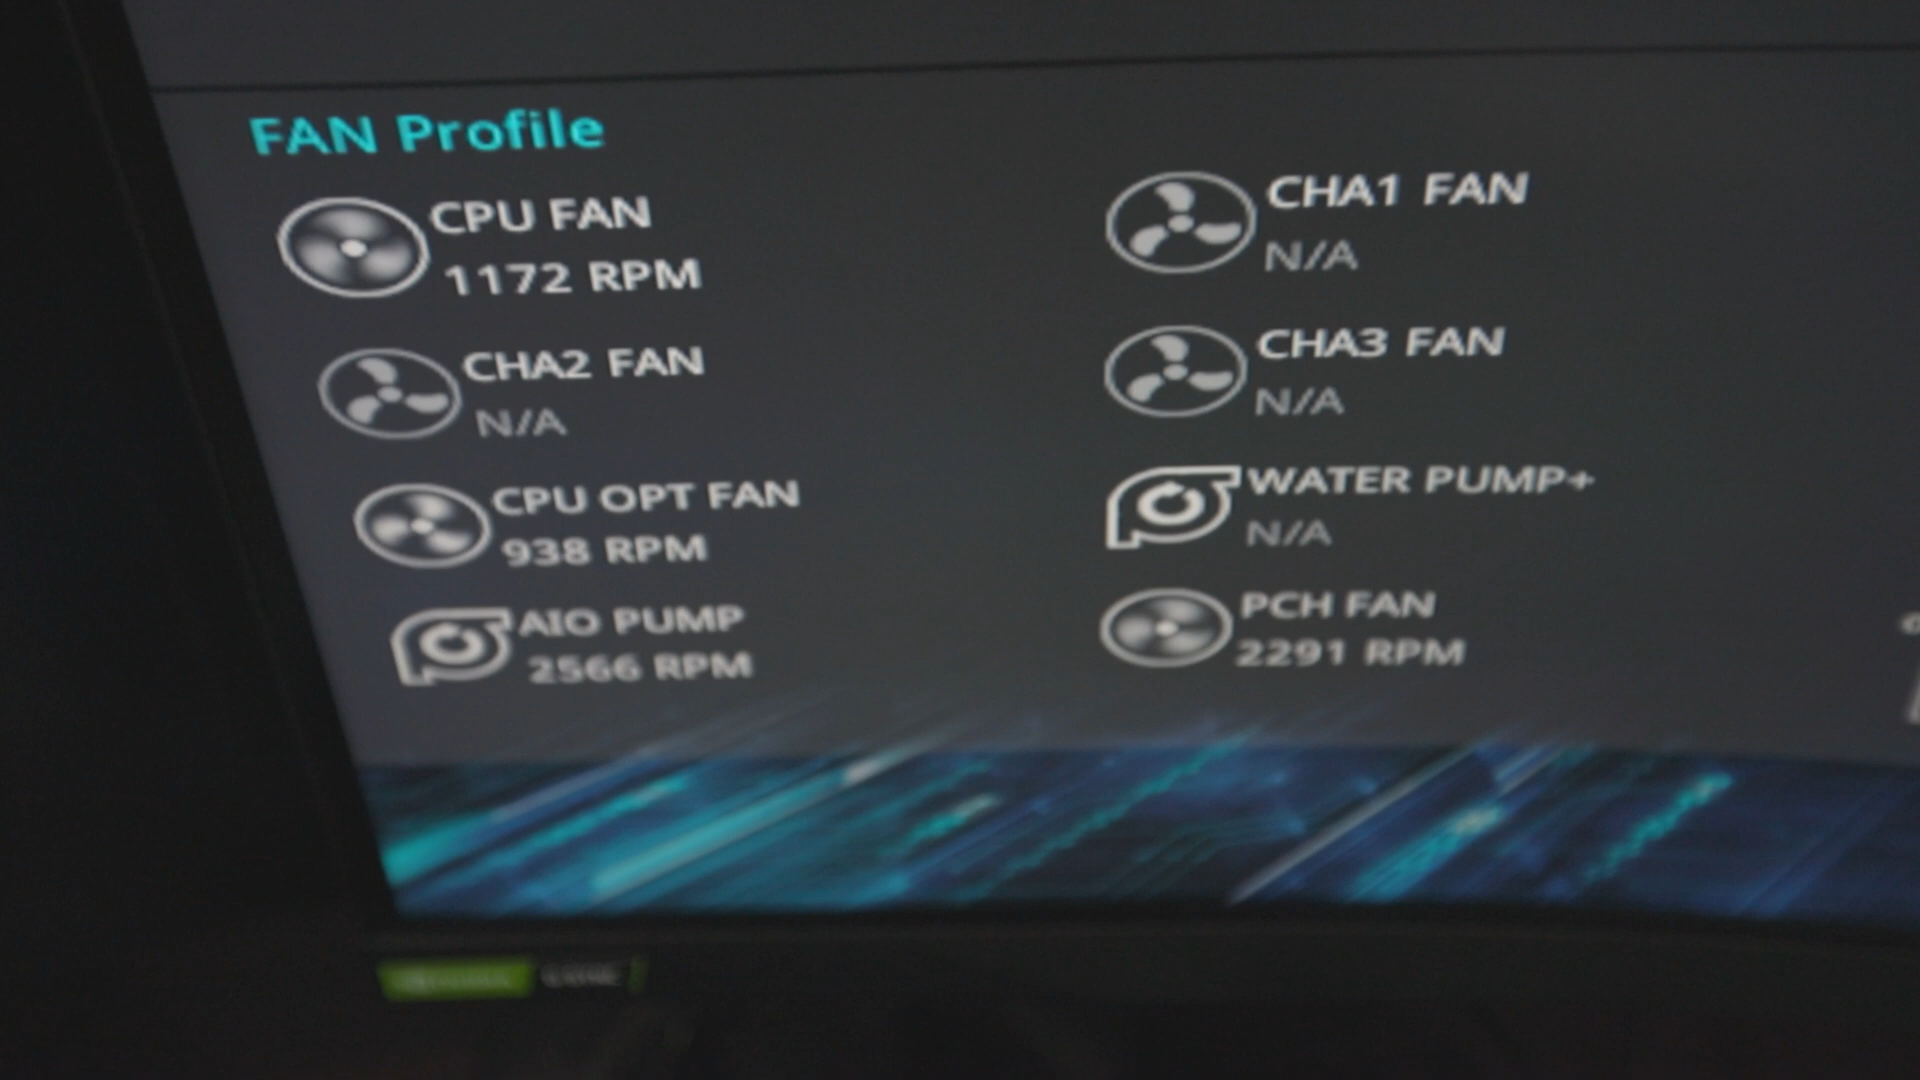 FAN Profile
CPU FAN
1172 RPM
CHA1 FAN
N/A
CHA2 FAN
N/A
CHA3 FAN
N/A
CPU OPT FAN
938 RPM
WATER PUMP+
N/A
AIO PUMP
2566 RPM
PCH FAN
2291 RPM